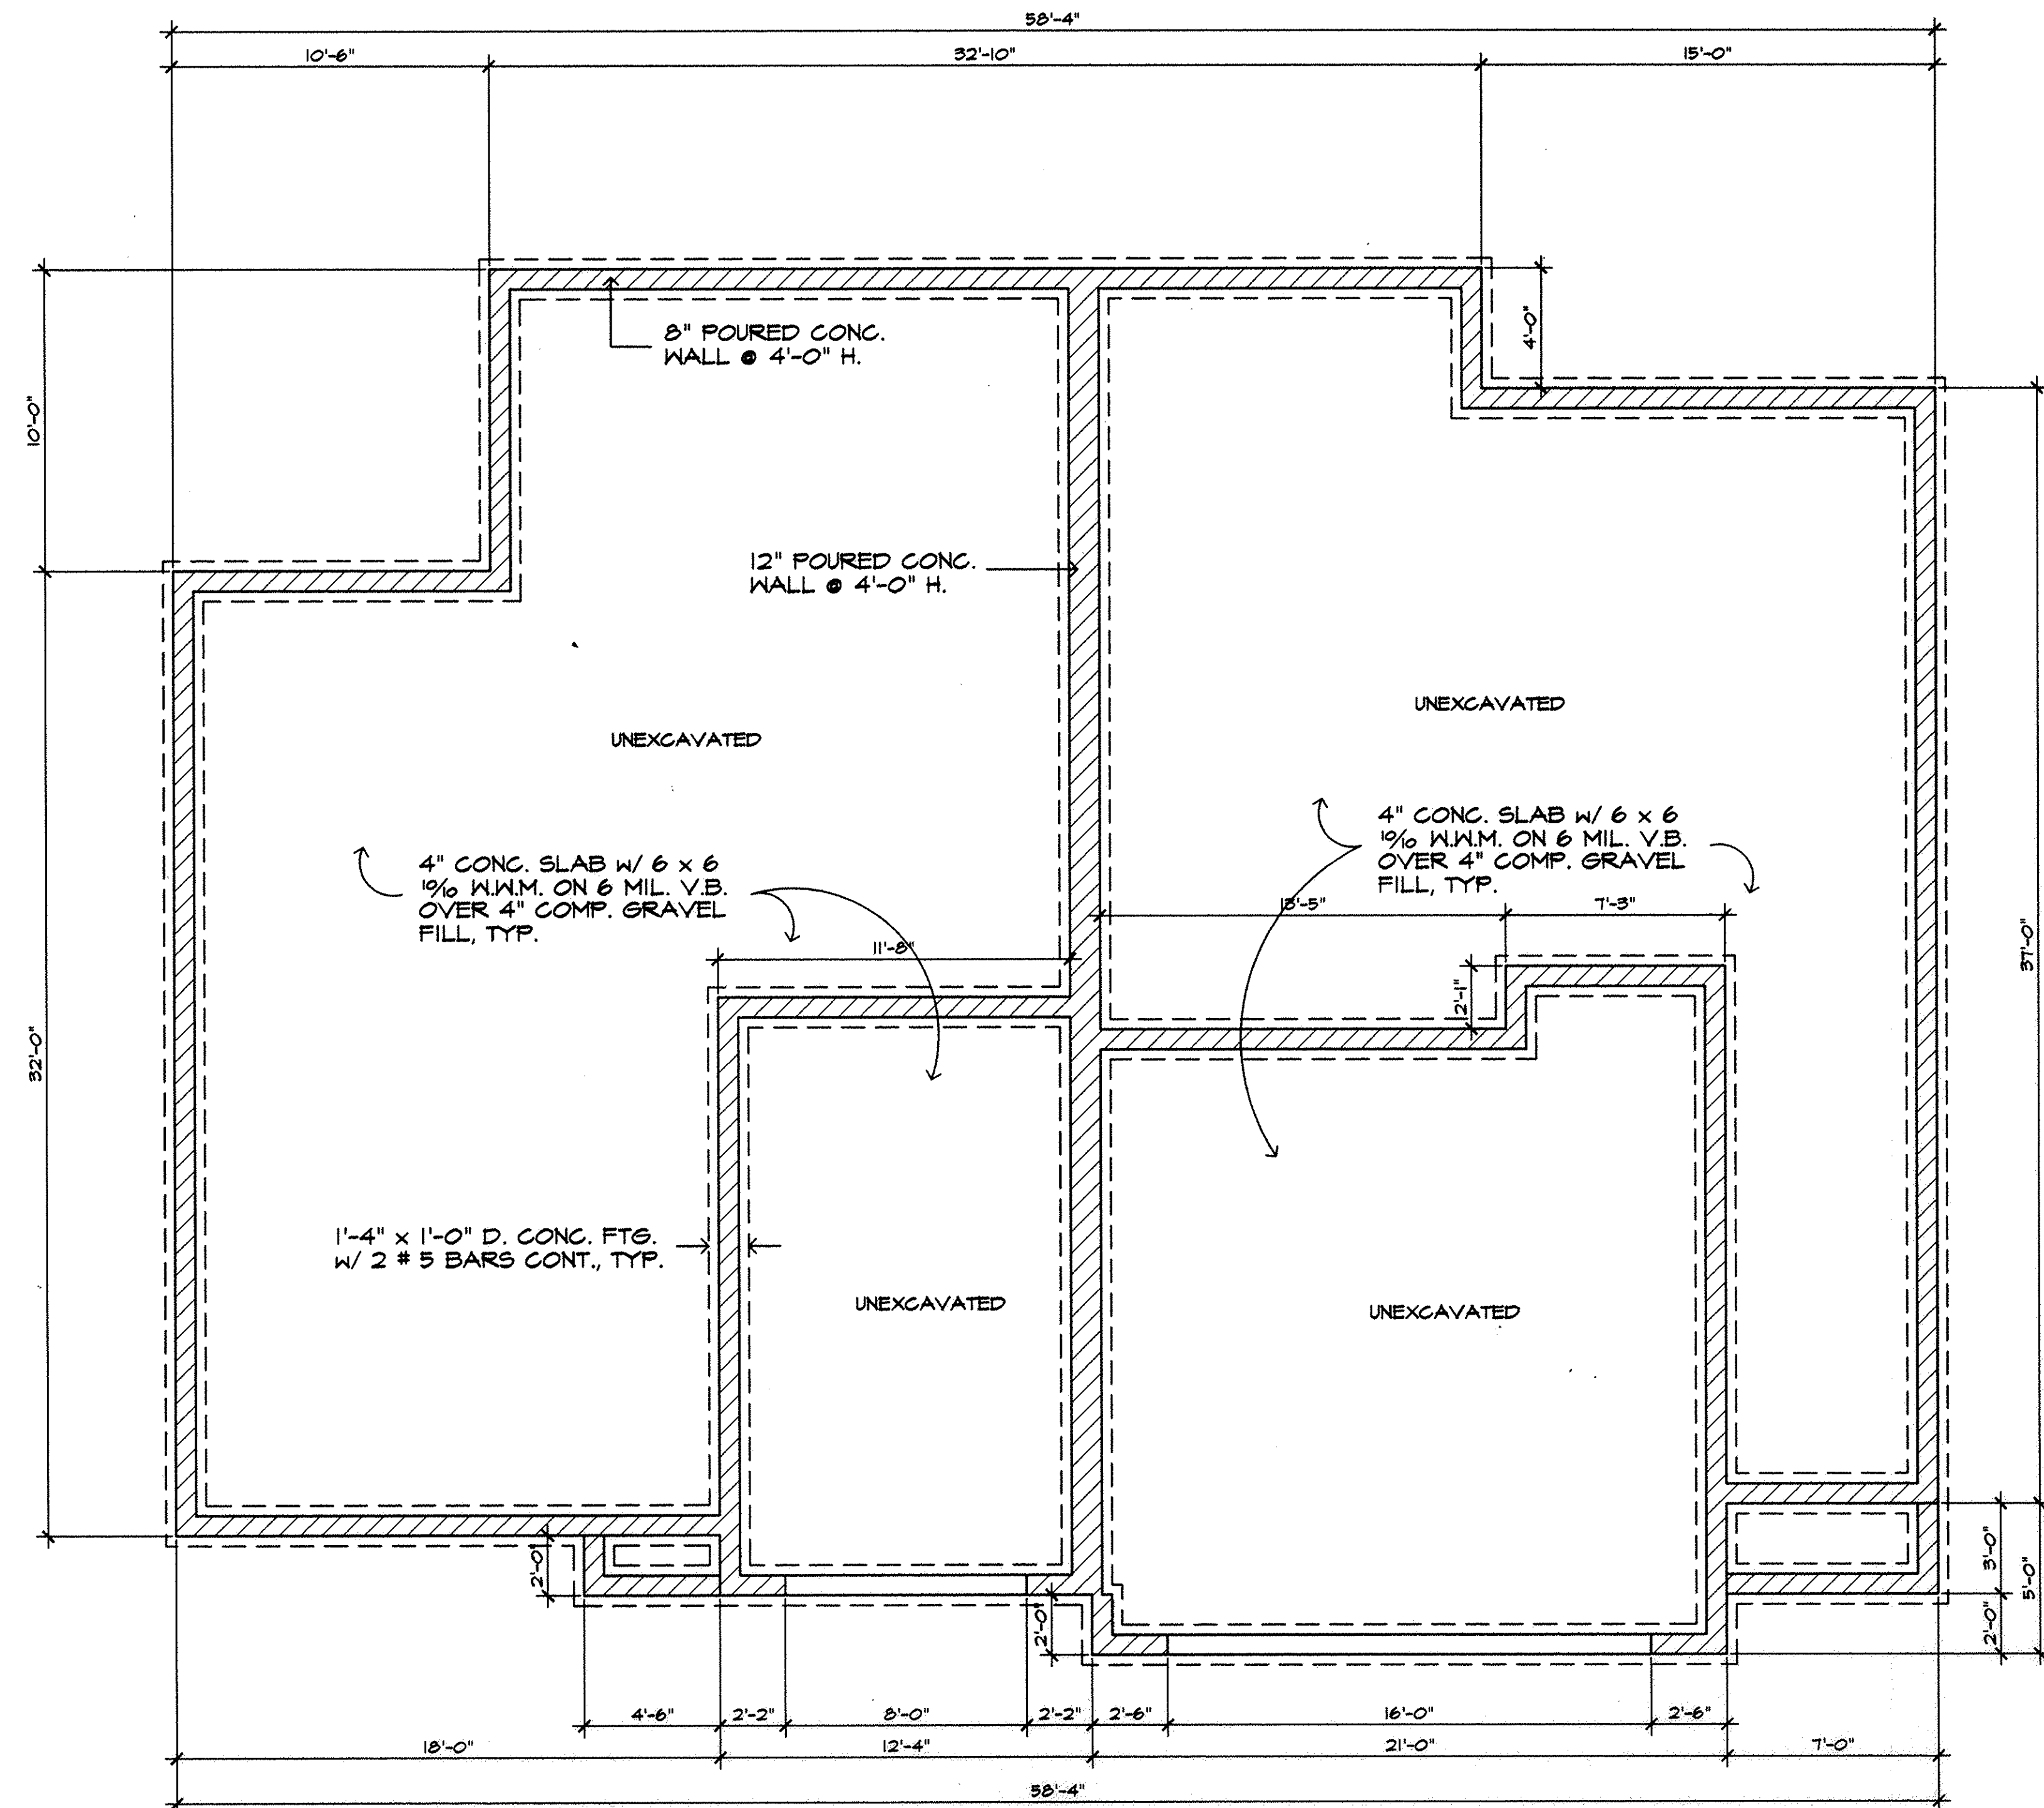 58'-4"
10'-6"
32'-10"
15'-0"
8" POURED CONC.
WALL @ 4'-0" H.
4'-0"
10'-0"
12" POURED CONC.
WALL @ 4'-0" H.
UNEXCAVATED
UNEXCAVATED
4" CONC. SLAB W/ 6 x 6
10/10 W.W.M. ON 6 MIL. V.B.
OVER 4" COMP. GRAVEL
FILL, TYP.
4" CONC. SLAB W/ 6 x 6
10/10 W.W.M. ON 6 MIL. V.B.
OVER 4" COMP. GRAVEL
FILL, TYP.
13'-5"
7'-3"
11'-8"
37'-0"
2'-1"
32'-0"
1'-4" x 1'-0" D. CONC. FTG.
W/ 2 # 5 BARS CONT., TYP.
UNEXCAVATED
UNEXCAVATED
2'-0"
3'-0"
5'-0"
2'-0"
2'-0"
4'-6"
2'-2"
8'-0"
2'-2"
2'-6"
16'-0"
2'-6"
18'-0"
12'-4"
21'-0"
7'-0"
58'-4"